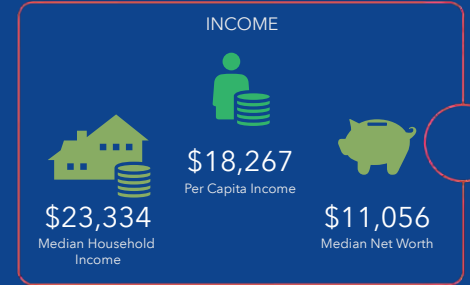 INCOME
$18,267
Per Capita Income
$23,334
Median Household
Income
$11,056
Median Net Worth